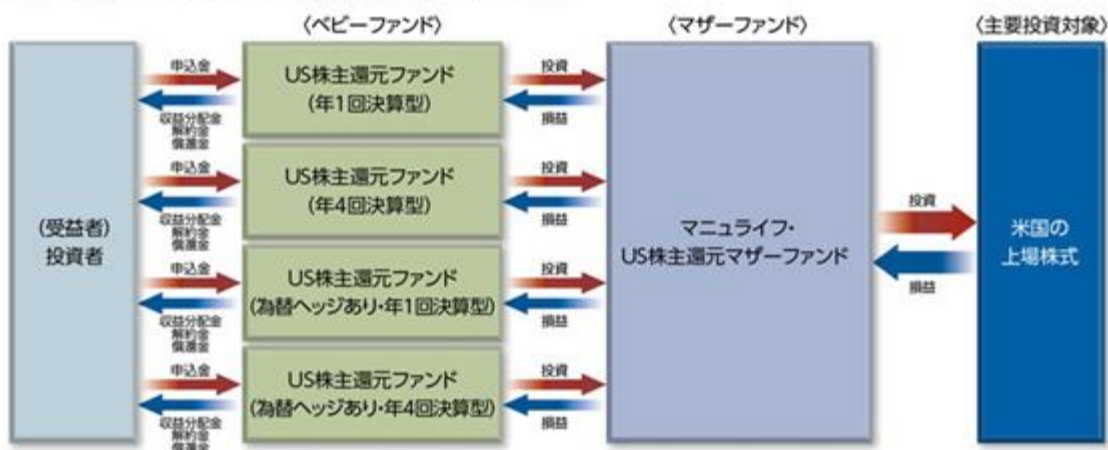 〈ベビーファンド〉
〈マザーファンド〉
〈主要投資対象〉
(受益者)
投資者
申込金
収益分配金
解約金
償還金
US株主還元ファンド
(年1回決算型)
投資
損益
申込金
収益分配金
解約金
償還金
US株主還元ファンド
(年4回決算型)
投資
損益
申込金
収益分配金
解約金
償還金
US株主還元ファンド
(為替ヘッジあり・年1回決算型)
投資
損益
申込金
収益分配金
解約金
償還金
US株主還元ファンド
(為替ヘッジあり・年4回決算型)
投資
損益
マニュライフ・
US株主還元マザーファンド
投資
損益
米国の
上場株式